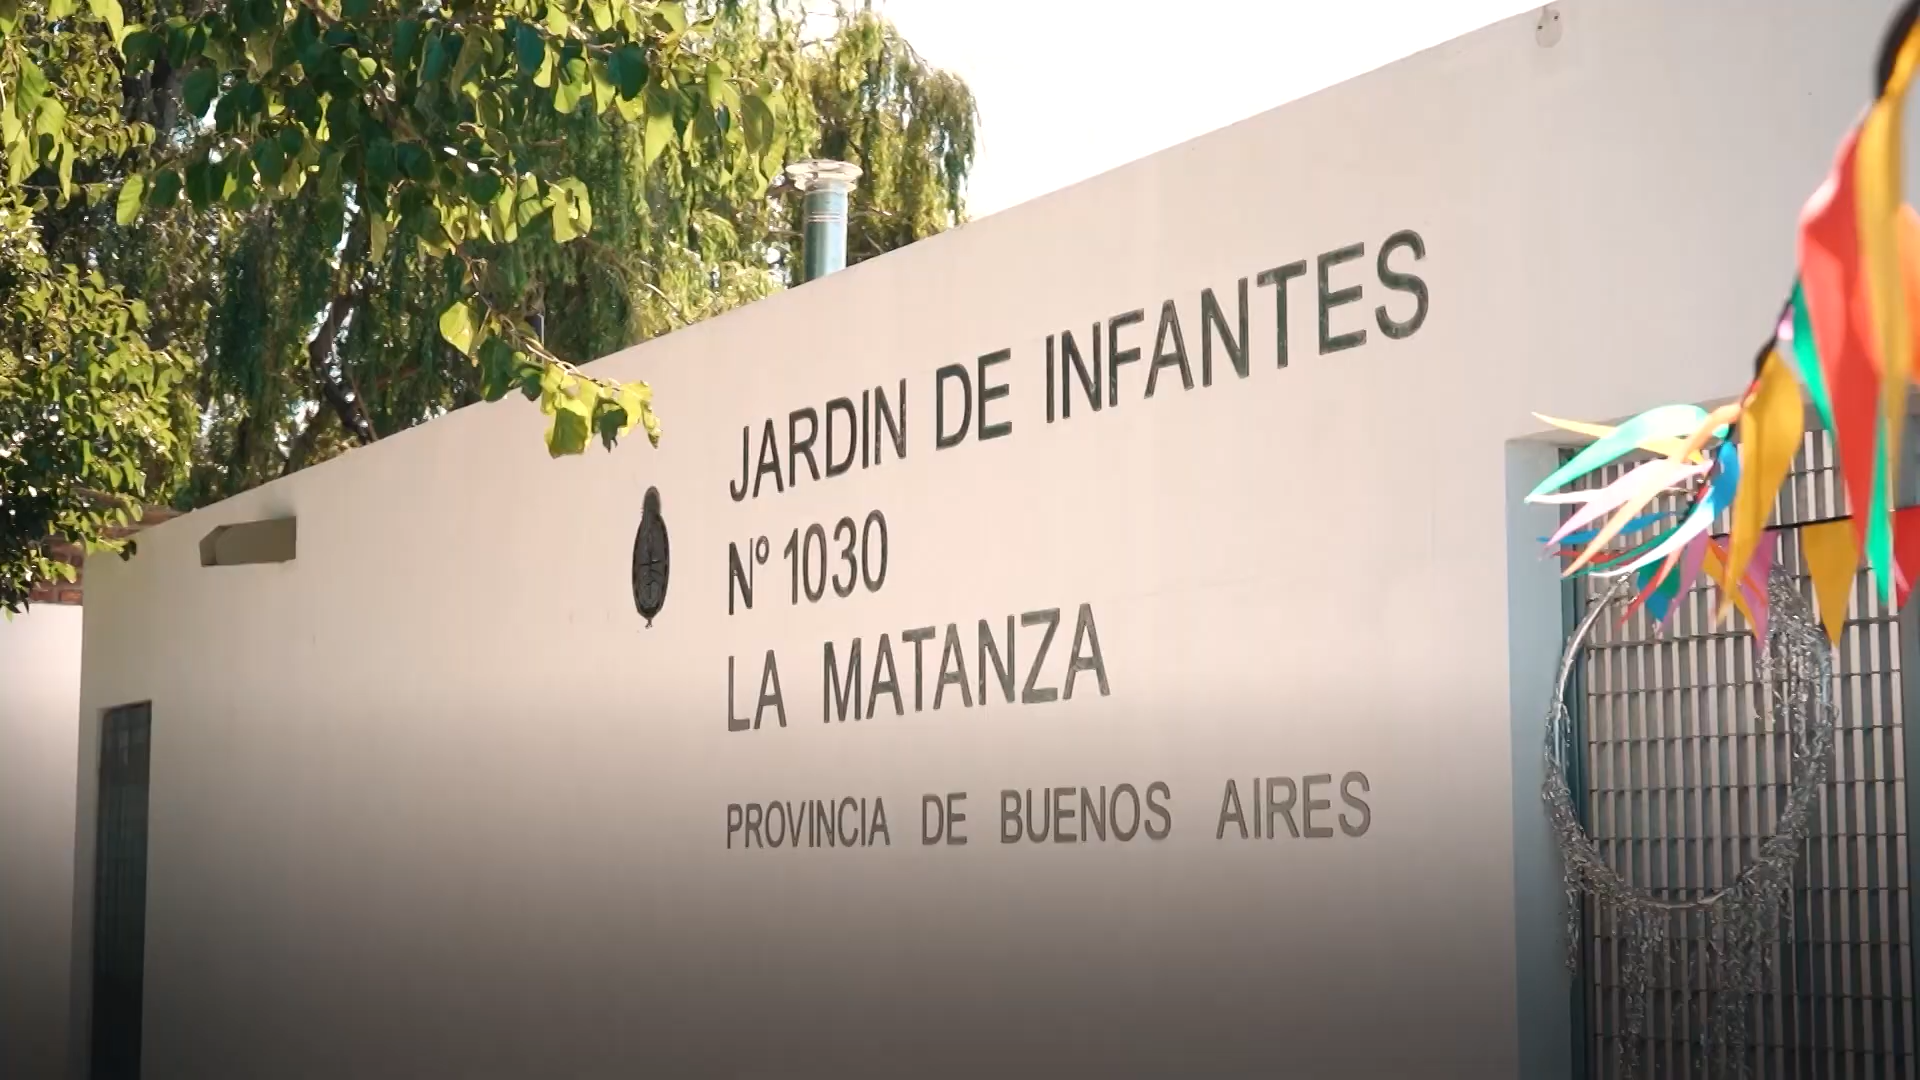 JARDIN DE INFANTES
Nº 1030
LA MATANZA
PROVINCIA DE BUENOS AIRES